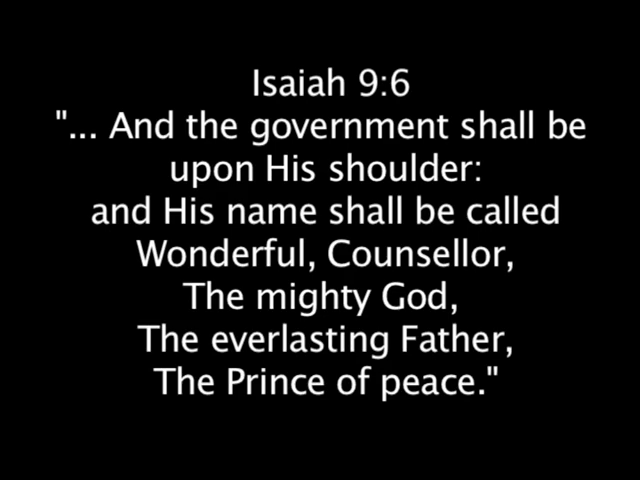 Isaiah 9:6
"... And the government shall be
upon His shoulder:
and His name shall be called
Wonderful, Counsellor,
The mighty God,
The everlasting Father,
The Prince of peace."